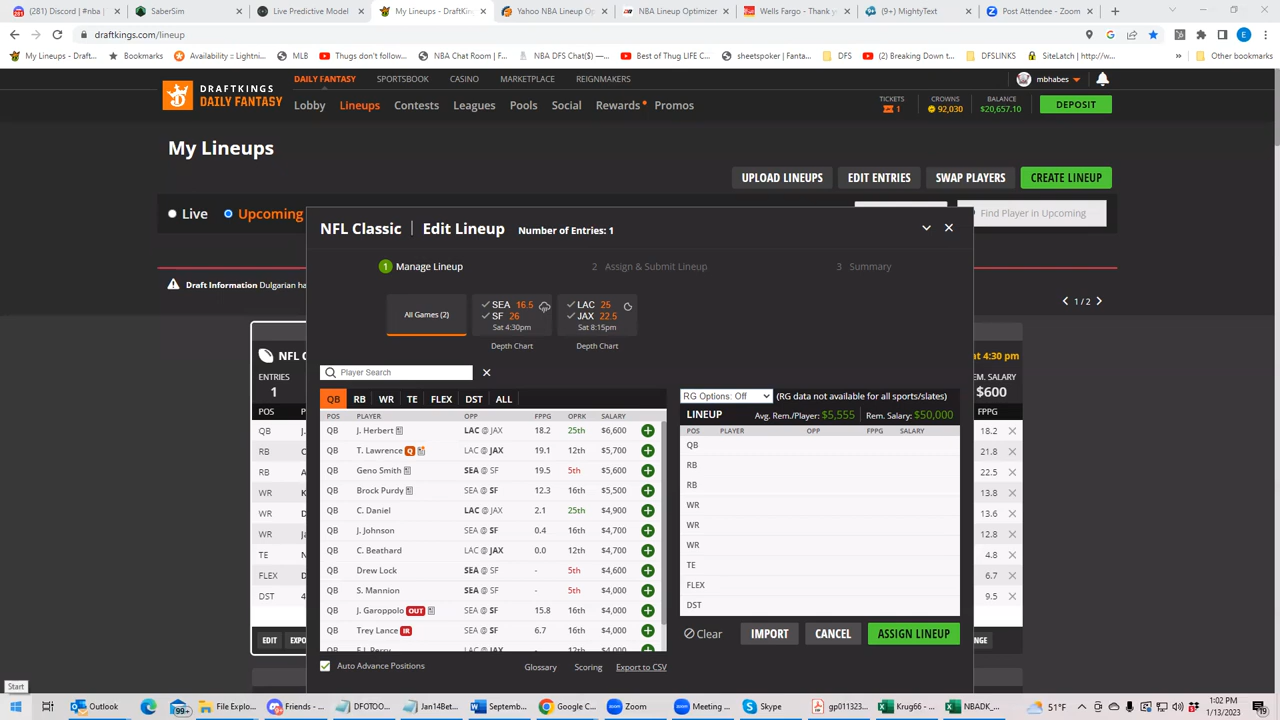 (281) Discord | #nba |
SaberSim
Live Predictive Model
My Lineups - DraftKin
Yahoo NBA Lineup Op
NBA Lineup Optimizer
Wells Fargo - Thank y
(9+) MightyText
Post Attendee - Zoom
draftkings.com/lineup
My Lineups - Draf...
Bookmarks
Availability = Lightni...
MLB
Thugs don't follow...
NBA Chat Room (...
NBA DFS Chat($) —...
Best of Thug LIFE C...
sheetspoker | Fanta...
DFS
(2) Breaking Down t...
DFSLINKS
SiteLatch | http://w...
Other bookmarks
DRAFTKINGS
DAILY FANTASY
DAILY FANTASY SPORTSBOOK CASINO MARKETPLACE REIGNMAKERS
mbhabes
Lobby Lineups Contests Leagues Pools Social Rewards Promos
TICKETS CROWNS BALANCE
1 92,030 $20,657.10
DEPOSIT
My Lineups
UPLOAD LINEUPS EDIT ENTRIES SWAP PLAYERS CREATE LINEUP
Live Upcoming
Find Player in Upcoming
NFL Classic | Edit Lineup Number of Entries: 1
1 Manage Lineup 2 Assign & Submit Lineup 3 Summary
Draft Information Dulgarian ha
1 / 2
All Games (2)
SEA 16.5
SF 26
Sat 4:30pm
LAC 25
JAX 22.5
Sat 8:15pm
Depth Chart Depth Chart
NFL C
at 4:30 pm
ENTRIES
1
REM. SALARY
$600
Player Search
QB RB WR TE FLEX DST ALL
RG Options: Off (RG data not available for all sports/slates)
LINEUP Avg. Rem./Player: $5,555 Rem. Salary: $50,000
POS PLAYER OPP FPPG OPRK SALARY
QB J. Herbert LAC @ JAX 18.2 25th $6,600
QB T. Lawrence Q LAC @ JAX 19.1 12th $5,700
QB Geno Smith SEA @ SF 19.5 5th $5,600
QB Brock Purdy SEA @ SF 12.3 16th $5,500
QB C. Daniel LAC @ JAX 2.1 25th $4,900
QB J. Johnson SEA @ SF 0.4 16th $4,700
QB C. Beathard LAC @ JAX 0.0 12th $4,700
QB Drew Lock SEA @ SF - 5th $4,600
QB S. Mannion SEA @ SF - 5th $4,000
QB J. Garoppolo OUT SEA @ SF 15.8 16th $4,000
QB Trey Lance IR SEA @ SF 6.7 16th $4,000
POS PLAYER OPP FPPG SALARY
QB
RB
RB
WR
WR
WR
TE
FLEX
DST
POS P
QB J.
RB C
RB A
WR K
WR D
WR Ja
TE N
FLEX E
DST 4
FPPG
18.2
21.8
22.5
13.8
13.6
13.4
4.8
6.7
9.5
EDIT EXPO
NGE
Clear IMPORT CANCEL ASSIGN LINEUP
Auto Advance Positions
Glossary Scoring Export to CSV
Start
Outlook
99+
File Explo...
Friends - ...
DFOTOO...
Jan14Bet...
Septemb...
Google C...
Zoom
Meeting ...
Skype
gp011323...
Krug66 - ...
NBADK_...
51°F
1:02 PM
1/13/2023
19